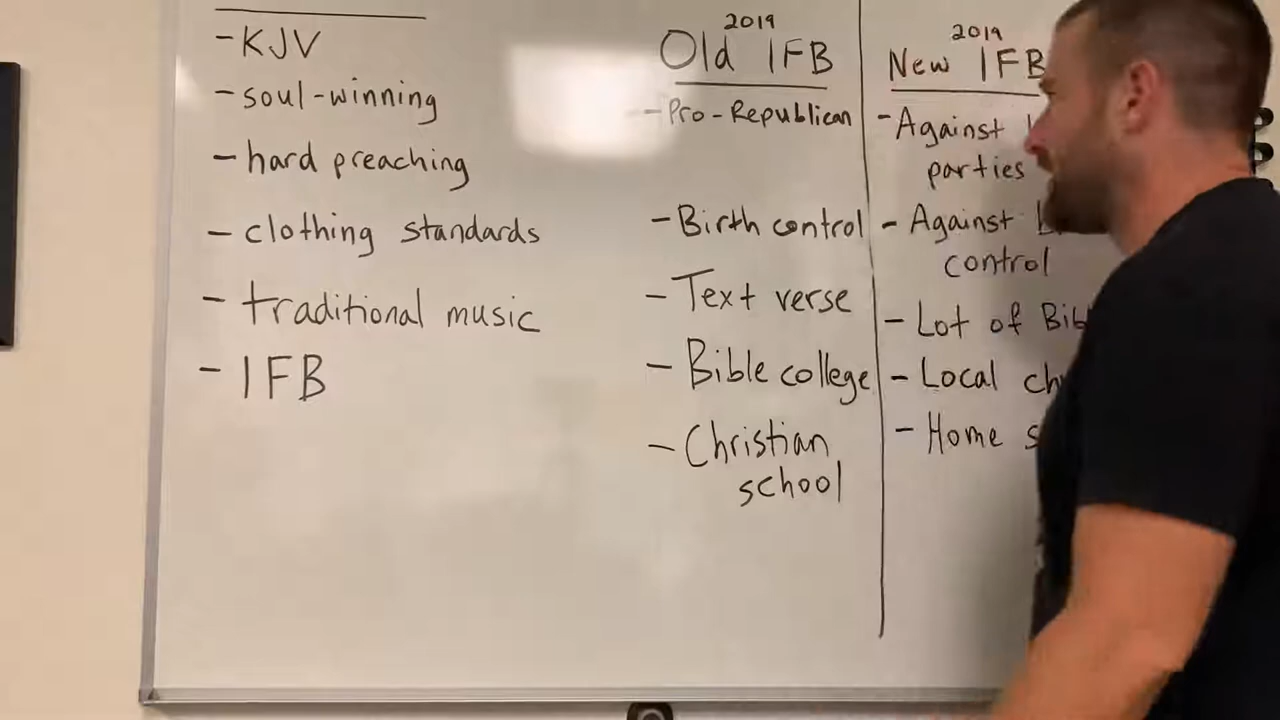 - KJV
- soul-winning
- hard preaching
- clothing standards
- traditional music
- IFB
2019
Old IFB
- Pro-Republican
- Birth control
- Text verse
- Bible college
- Christian
school
2019
New IFB
- Against
parties
- Against
control
- Lot of
- Local
- Home